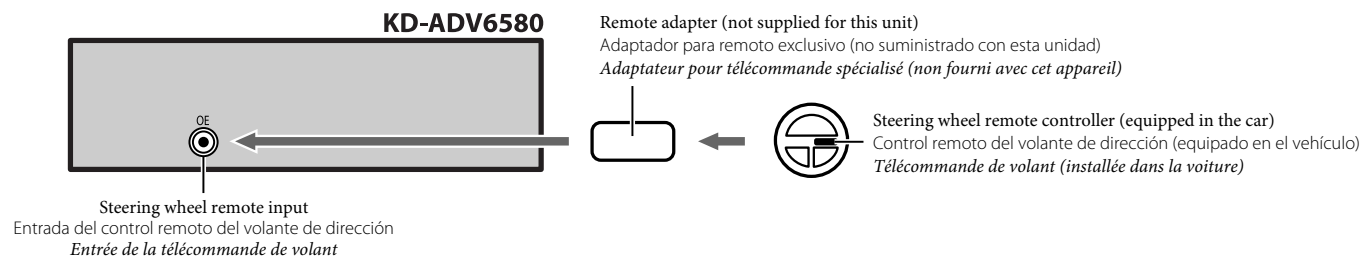 KD-ADV6580
Remote adapter (not supplied for this unit)
Adaptador para remoto exclusivo (no suministrado con esta unidad)
Adaptateur pour télécommande spécialisé (non fourni avec cet appareil)
OE
Steering wheel remote controller (equipped in the car)
Control remoto del volante de dirección (equipado en el vehículo)
Télécommande de volant (installée dans la voiture)
Steering wheel remote input
Entrada del control remoto del volante de dirección
Entrée de la télécommande de volant